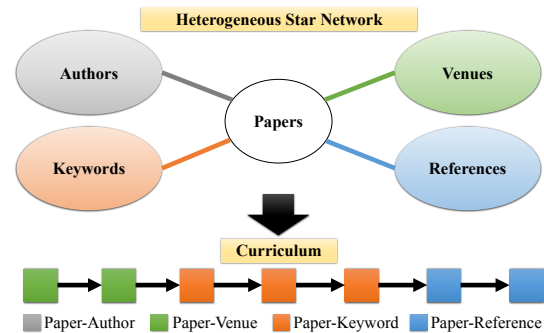 Heterogeneous Star Network
Authors
Venues
Papers
Keywords
References
Curriculum
Paper-Author Paper-Venue Paper-Keyword Paper-Reference